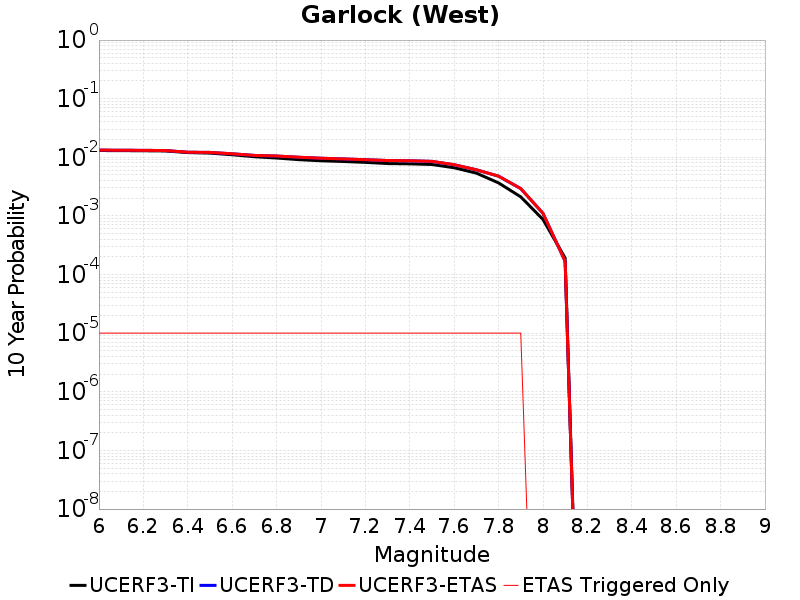 Garlock (West)
10 Year Probability
10^0
10^-1
10^-2
10^-3
10^-4
10^-5
10^-6
10^-7
10^-8
6 6.2 6.4 6.6 6.8 7 7.2 7.4 7.6 7.8 8 8.2 8.4 8.6 8.8 9
Magnitude
UCERF3-TI UCERF3-TD UCERF3-ETAS ETAS Triggered Only